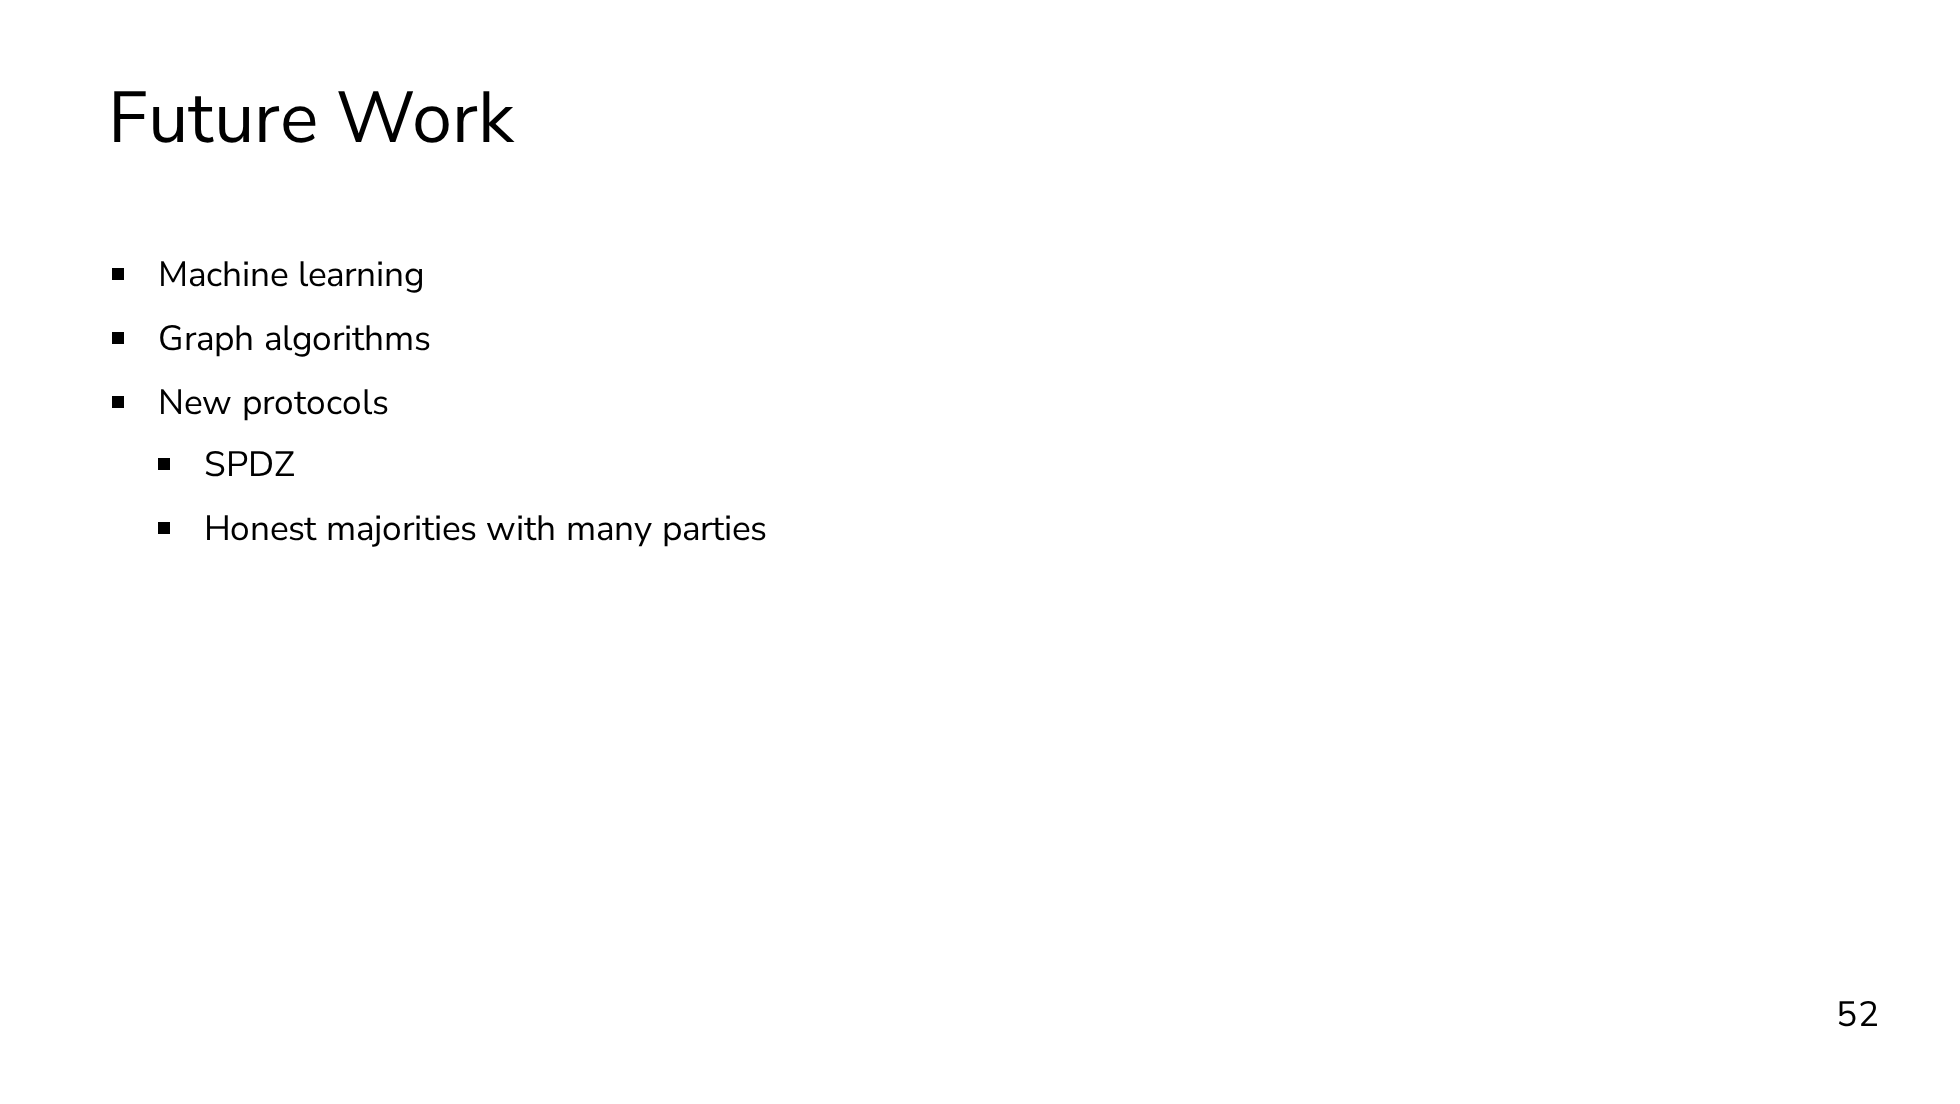 Future Work
▪ Machine learning
▪ Graph algorithms
▪ New protocols
▪ SPDZ
▪ Honest majorities with many parties
52